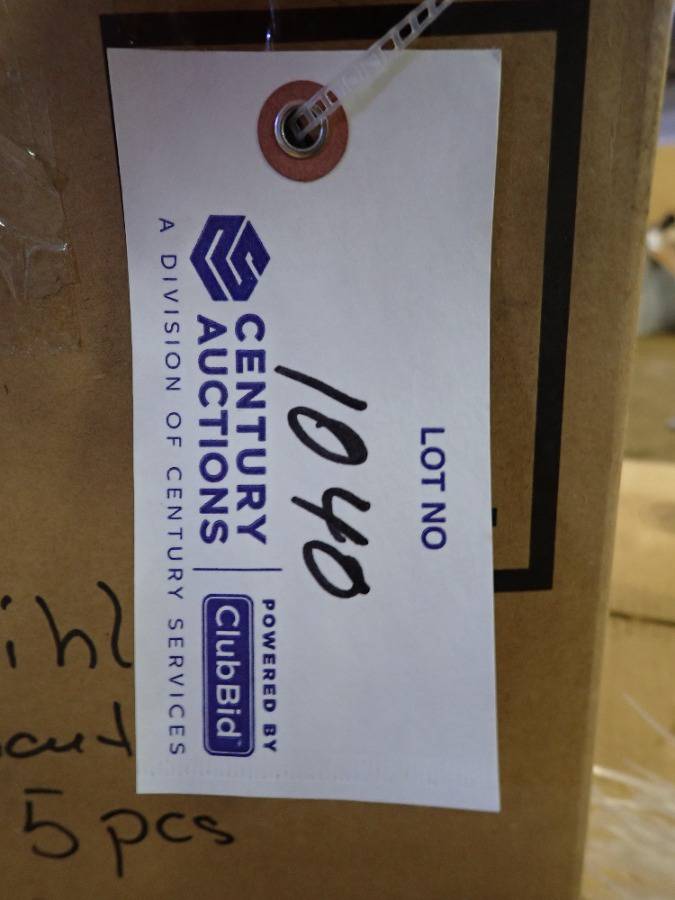 LOT NO
1040
CENTURY
AUCTIONS
A DIVISION OF CENTURY SERVICES
POWERED BY
ClubBid
5 pcs